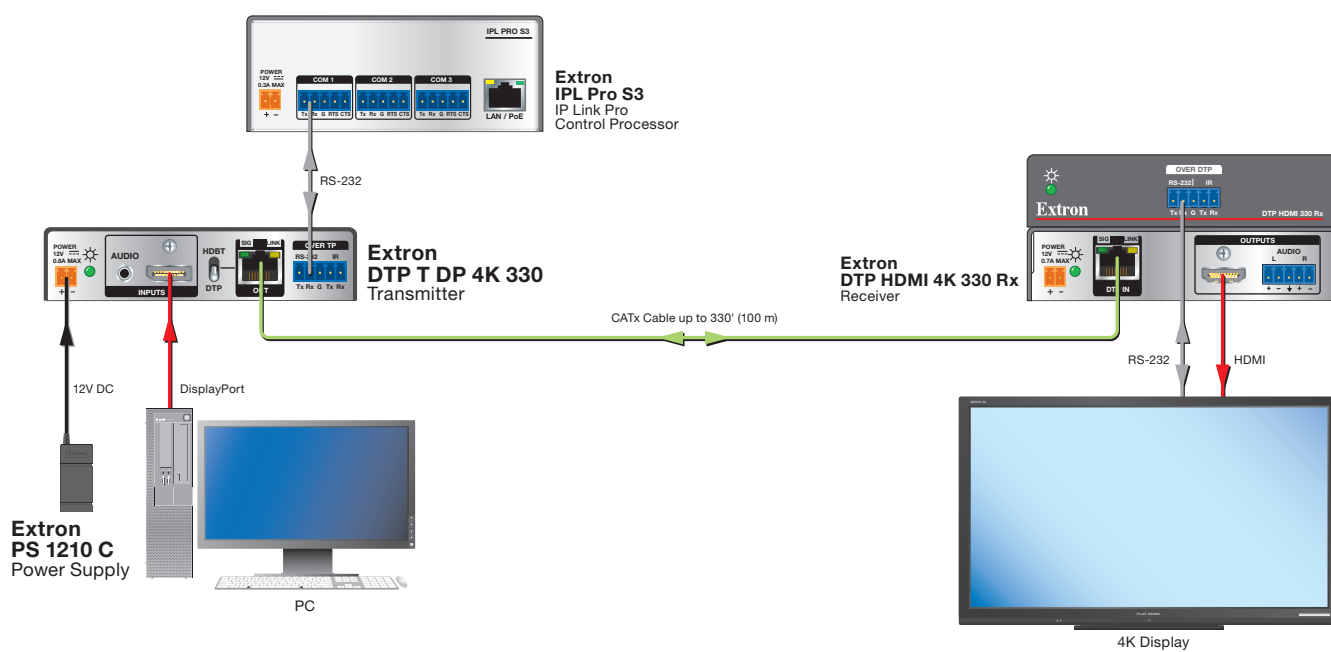 IPL PRO S3
POWER
12V
0.3A MAX
+ −
COM 1
COM 2
COM 3
Tx Rx G RTS CTS
Tx Rx G RTS CTS
Tx Rx G RTS CTS
LAN / PoE
Extron
IPL Pro S3
IP Link Pro
Control Processor
RS-232
POWER
12V
0.8A MAX
+ −
AUDIO
INPUTS
HDBT
DTP
SIG
LINK
OUT
OVER TP
RS-232
IR
Tx Rx G Tx Rx
Extron
DTP T DP 4K 330
Transmitter
OVER DTP
RS-232
IR
Tx Rx G Tx Rx
Extron
DTP HDMI 330 Rx
Extron
DTP HDMI 4K 330 Rx
Receiver
POWER
12V
0.7A MAX
+ −
SIG
LINK
DTP IN
OUTPUTS
AUDIO
L R
+ − + −
CATx Cable up to 330' (100 m)
RS-232
HDMI
12V DC
DisplayPort
Extron
PS 1210 C
Power Supply
PC
FLAT PANEL
4K Display